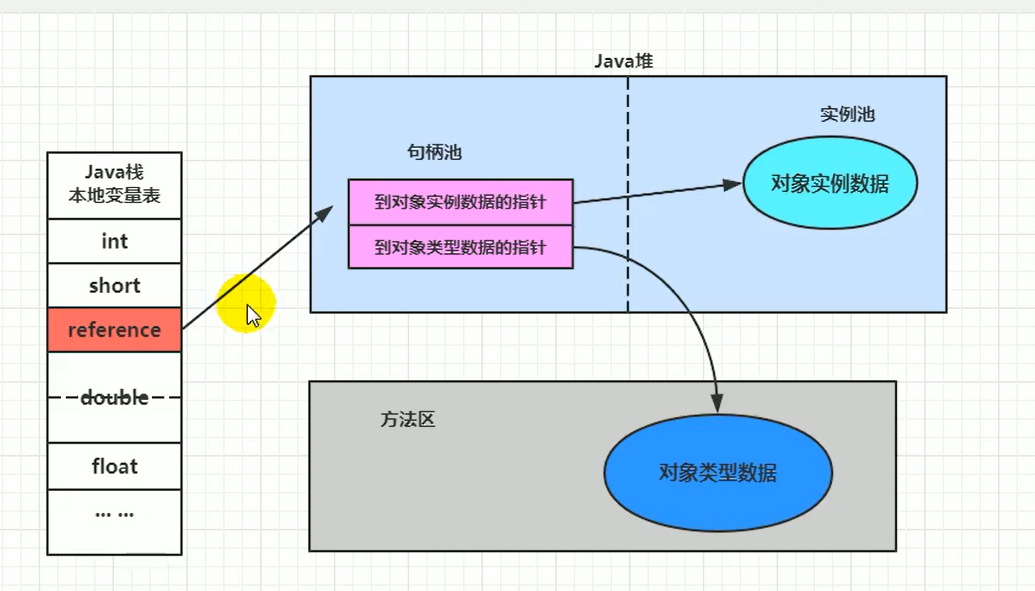 Java堆
实例池
句柄池
Java栈
本地变量表
到对象实例数据的指针
对象实例数据
int
到对象类型数据的指针
short
reference
double
方法区
float
对象类型数据
... ...